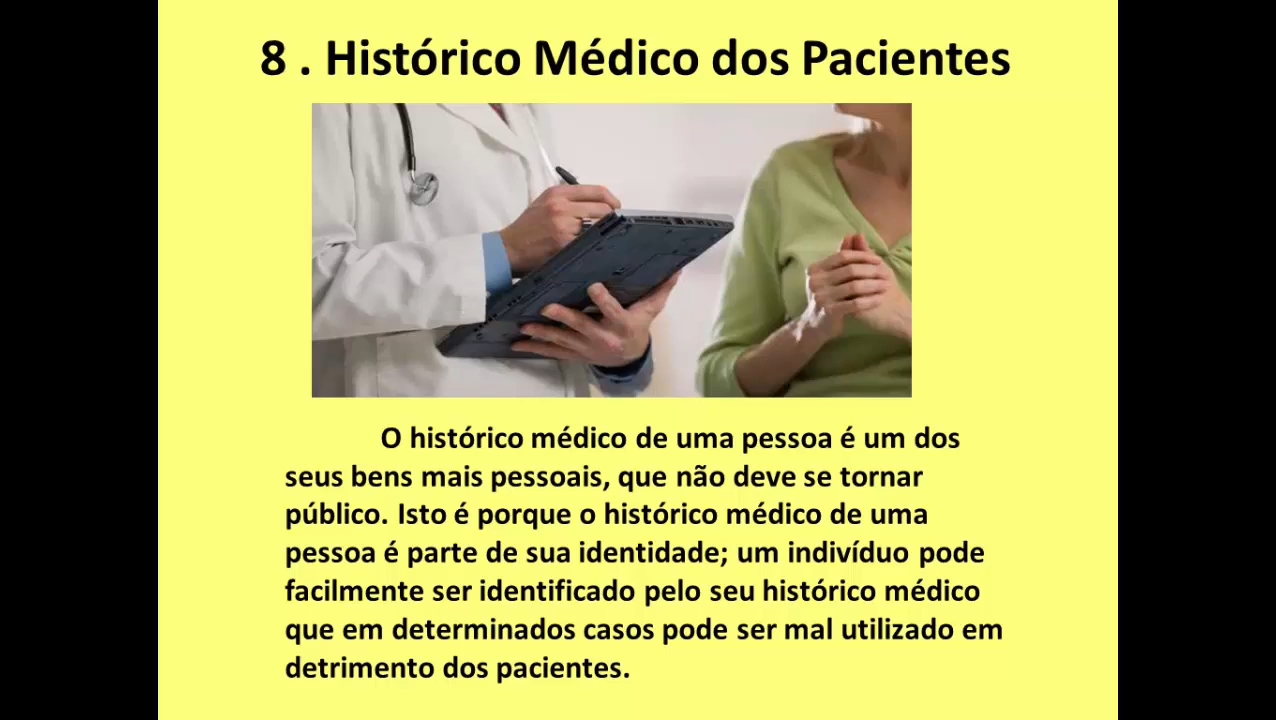 8 . Histórico Médico dos Pacientes
O histórico médico de uma pessoa é um dos
seus bens mais pessoais, que não deve se tornar
público. Isto é porque o histórico médico de uma
pessoa é parte de sua identidade; um indivíduo pode
facilmente ser identificado pelo seu histórico médico
que em determinados casos pode ser mal utilizado em
detrimento dos pacientes.